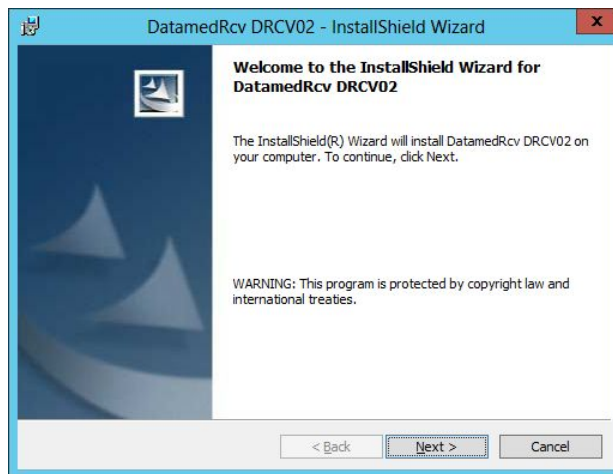 DatamedRcv DRCV02 - InstallShield Wizard
x
Welcome to the InstallShield Wizard for
DatamedRcv DRCV02
The InstallShield(R) Wizard will install DatamedRcv DRCV02 on
your computer. To continue, click Next.
WARNING: This program is protected by copyright law and
international treaties.
< Back Next > Cancel